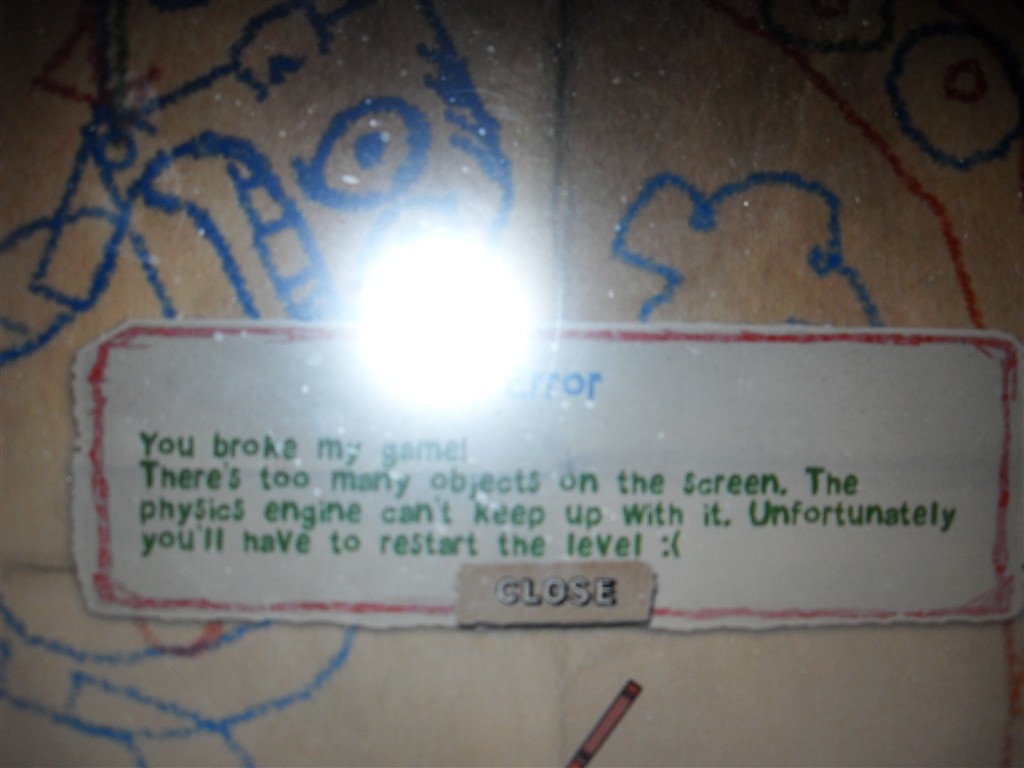 Error
You broke my game!
There's too many objects on the screen. The
physics engine can't keep up with it. Unfortunately
you'll have to restart the level :(
CLOSE